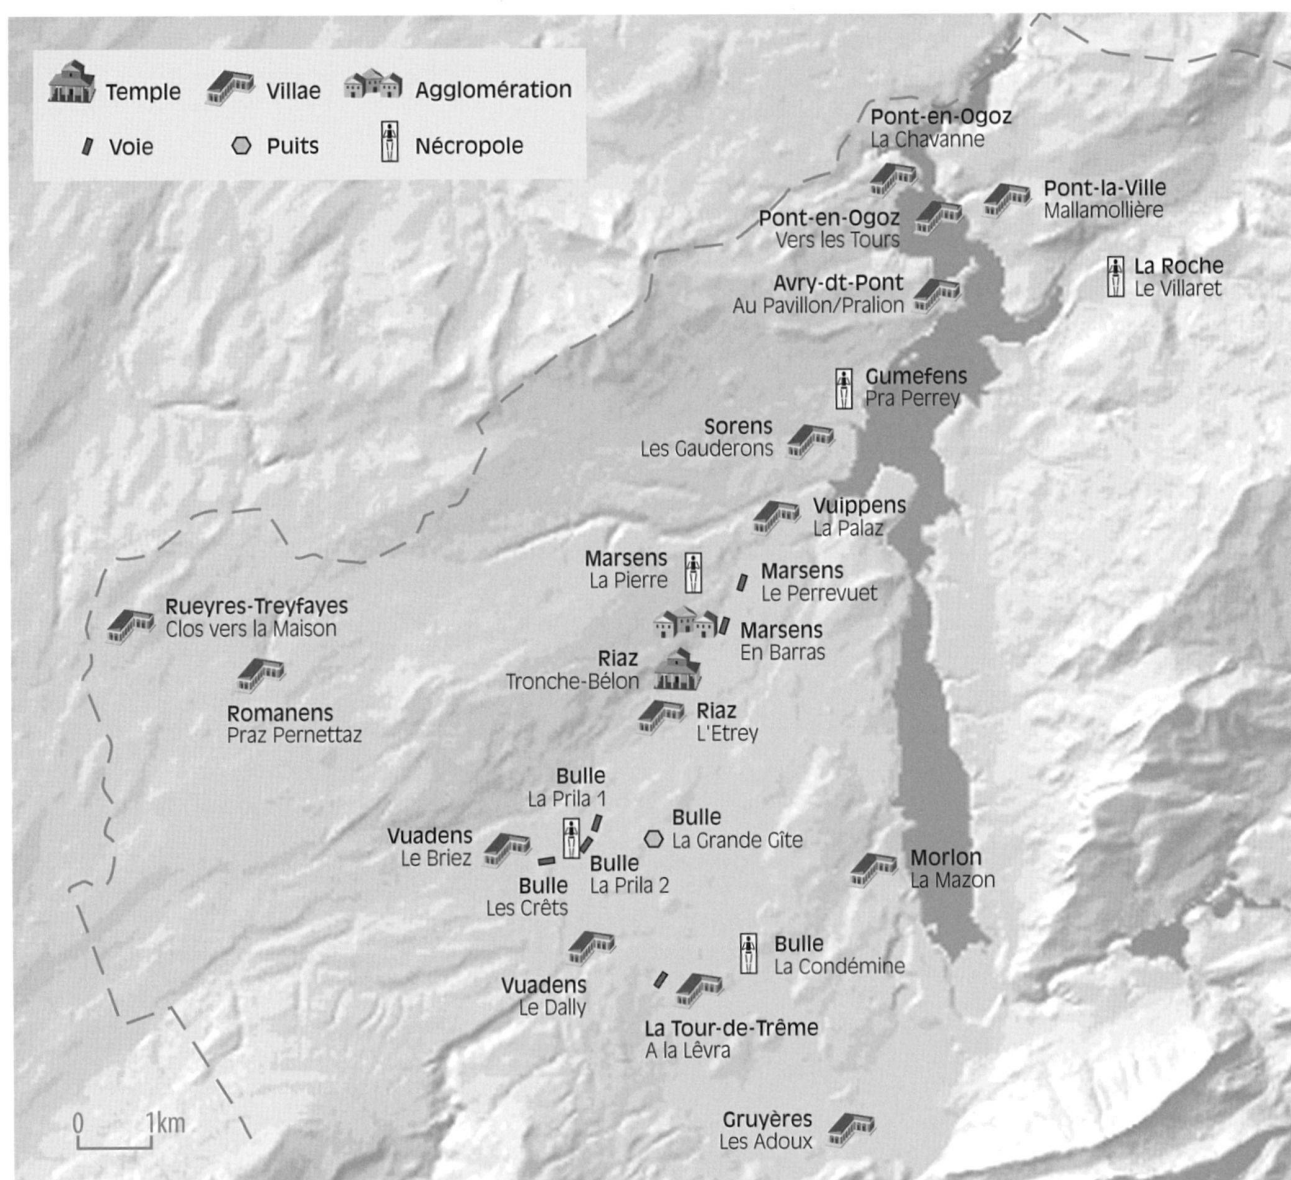 Temple
Villae
Agglomération
Voie
Puits
Nécropole
Pont-en-Ogoz
La Chavanne
Pont-la-Ville
Mallamollière
Pont-en-Ogoz
Vers les Tours
La Roche
Le Villaret
Avry-dt-Pont
Au Pavillon/Pralion
Gumefens
Pra Perrey
Sorens
Les Gauderons
Vuippens
La Palaz
Marsens
La Pierre
Marsens
Le Perrevuet
Rueyres-Treyfayes
Clos vers la Maison
Marsens
En Barras
Riaz
Tronche-Bélon
Romanens
Praz Pernettaz
Riaz
L'Etrey
Bulle
La Prila 1
Bulle
La Grande Gîte
Vuadens
Le Briez
Bulle
La Prila 2
Morlon
La Mazon
Bulle
Les Crêts
Bulle
La Condémine
Vuadens
Le Dally
La Tour-de-Trême
A la Lêvra
0 1km
Gruyères
Les Adoux